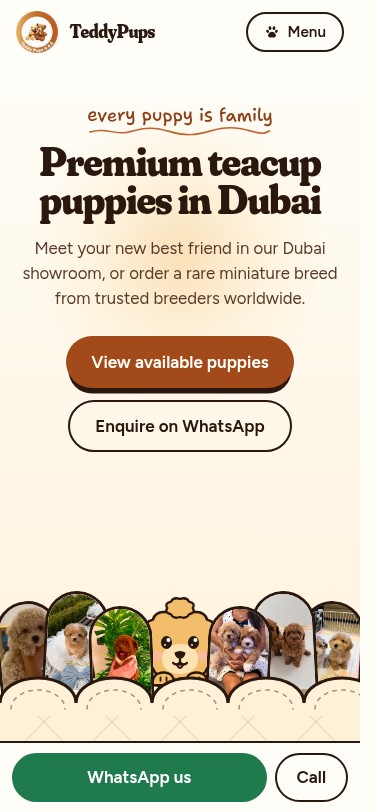 TeddyPups
Menu
every puppy is family
Premium teacup
puppies in Dubai
Meet your new best friend in our Dubai
showroom, or order a rare miniature breed
from trusted breeders worldwide.
View available puppies
Enquire on WhatsApp
WhatsApp us
Call